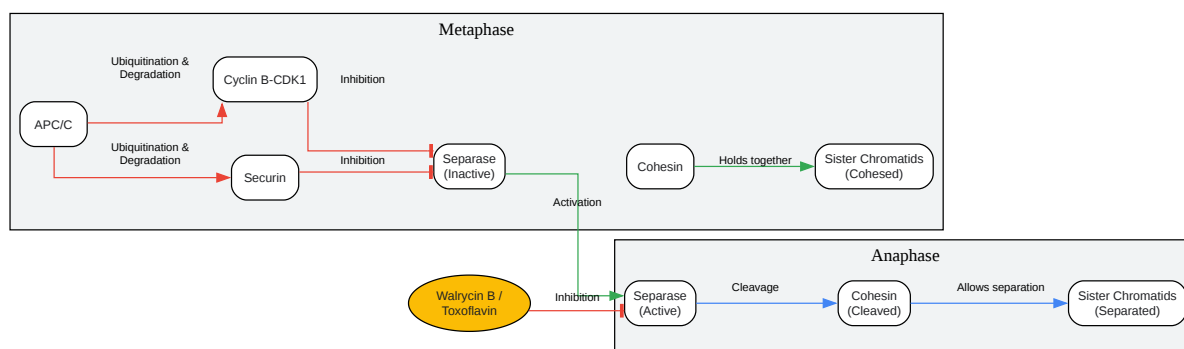 Metaphase
Ubiquitination &
Degradation
Cyclin B-CDK1
Inhibition
APC/C
Ubiquitination &
Degradation
Securin
Inhibition
Separase
(Inactive)
Cohesin
Holds together
Sister Chromatids
(Cohesed)
Activation
Anaphase
Walrycin B /
Toxoflavin
Inhibition
Separase
(Active)
Cleavage
Cohesin
(Cleaved)
Allows separation
Sister Chromatids
(Separated)